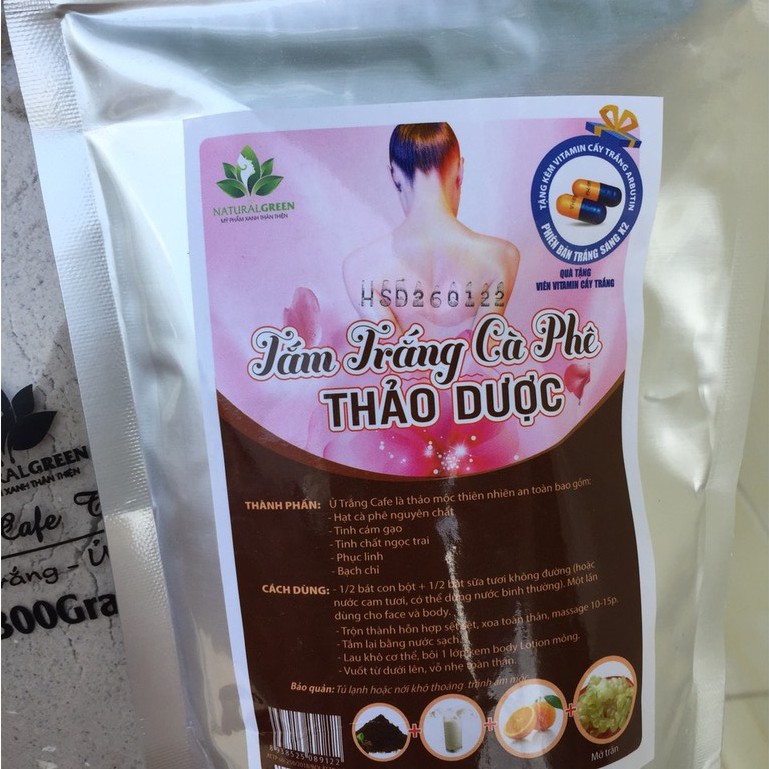 NATURALGREEN
MỸ PHẨM XANH THÂN THIỆN
TẶNG KÈM VITAMIN CẤY TRẮNG ARBUTIN
PHIÊN BẢN TRẮNG SANG X2
QUÀ TẶNG
VIÊN VITAMIN CẤY TRẮNG
HSD260122
Tắm Trắng Cà Phê
THẢO DƯỢC
THÀNH PHẦN: Ủ Trắng Cafe là thảo mộc thiên nhiên an toàn bao gồm:
- Hạt cà phê nguyên chất
- Tinh cám gạo
- Tinh chất ngọc trai
- Phục linh
- Bạch chỉ
CÁCH DÙNG: - 1/2 bát con bột + 1/2 bát sữa tươi không đường (hoặc
nước cam tươi, có thể dùng nước bình thường). Một lần
dùng cho face và body.
- Trộn thành hỗn hợp sệt sệt, xoa toàn thân, massage 10-15p.
- Tắm lại bằng nước sạch.
- Lau khô cơ thể, bôi 1 lớp kem body Lotion mỏng.
- Vuốt từ dưới lên, vỗ nhẹ toàn thân.
Bảo quản: Tủ lạnh hoặc nơi khô thoáng tránh ẩm mốc
Mờ trăn
ALGREEN
XANH THÂN THIỆN
Cafe
rắng - Ủ
300Gra